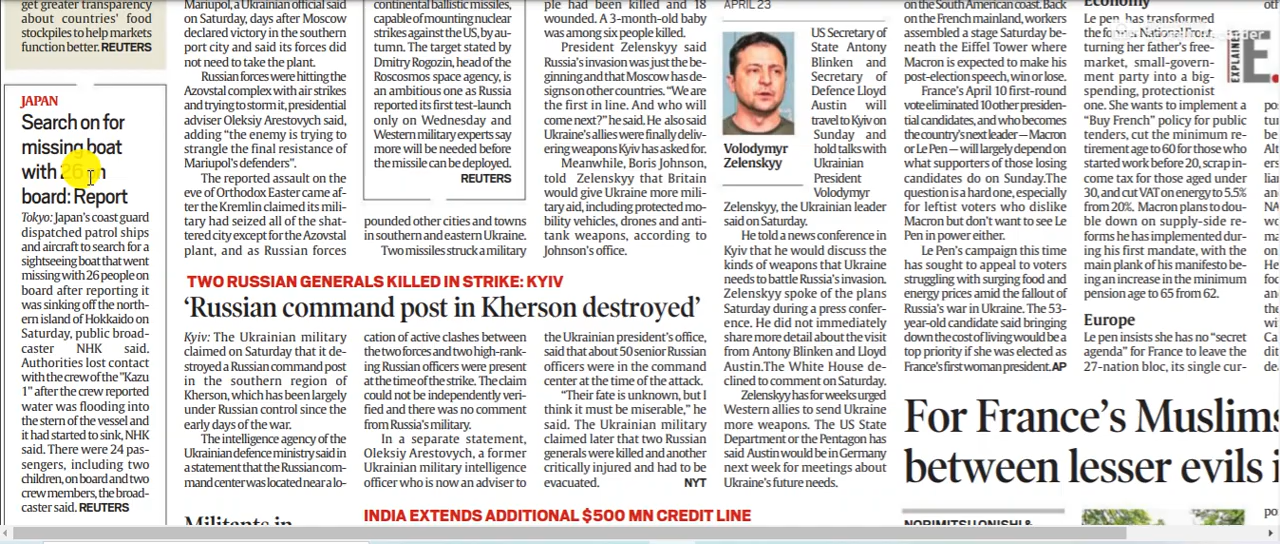 get greater transparency
about countries' food
stockpiles to help markets
function better. REUTERS
JAPAN
Search on for
missing boat
with 26 on
board: Report
Tokyo: Japan's coast guard
dispatched patrol ships
and aircraft to search for a
sightseeing boat that went
missing with 26 people on
board after reporting it
was sinking off the north-
ern island of Hokkaido on
Saturday, public broad-
caster NHK said.
Authorities lost contact
with the crew of the "Kazu
1" after the crew reported
water was flooding into
the stern of the vessel and
it had started to sink, NHK
said. There were 24 pas-
sengers, including two
children, on board and two
crew members, the broad-
caster said. REUTERS
Mariupol, a Ukrainian official said
on Saturday, days after Moscow
declared victory in the southern
port city and said its forces did
not need to take the plant.
Russian forces were hitting the
Azovstal complex with air strikes
and trying to storm it, presidential
adviser Oleksiy Arestovych said,
adding "the enemy is trying to
strangle the final resistance of
Mariupol's defenders".
The reported assault on the
eve of Orthodox Easter came af-
ter the Kremlin claimed its mili-
tary had seized all of the shat-
tered city except for the Azovstal
plant, and as Russian forces
continental ballistic missiles,
capable of mounting nuclear
strikes against the US, by au-
tumn. The target stated by
Dmitry Rogozin, head of the
Roscosmos space agency, is
an ambitious one as Russia
reported its first test-launch
only on Wednesday and
Western military experts say
more will be needed before
the missile can be deployed.
REUTERS
pounded other cities and towns
in southern and eastern Ukraine.
Two missiles struck a military
ple had been killed and 18
wounded. A 3-month-old baby
was among six people killed.
President Zelenskyy said
Russia's invasion was just the be-
ginning and that Moscow has de-
signs on other countries. "We are
the first in line. And who will
come next?" he said. He also said
Ukraine's allies were finally deliv-
ering weapons Kyiv has asked for.
Meanwhile, Boris Johnson,
told Zelenskyy that Britain
would give Ukraine more mili-
tary aid, including protected mo-
bility vehicles, drones and anti-
tank weapons, according to
Johnson's office.
TWO RUSSIAN GENERALS KILLED IN STRIKE: KYIV
'Russian command post in Kherson destroyed'
Kyiv: The Ukrainian military
claimed on Saturday that it de-
stroyed a Russian command post
in the southern region of
Kherson, which has been largely
under Russian control since the
early days of the war.
The intelligence agency of the
Ukrainian defence ministry said in
a statement that the Russian com-
mand center was located near a lo-
cation of active clashes between
the two forces and two high-rank-
ing Russian officers were present
at the time of the strike. The claim
could not be independently veri-
fied and there was no comment
from Russia's military.
In a separate statement,
Oleksiy Arestovych, a former
Ukrainian military intelligence
officer who is now an adviser to
the Ukrainian president's office,
said that about 50 senior Russian
officers were in the command
center at the time of the attack.
"Their fate is unknown, but I
think it must be miserable," he
said. The Ukrainian military
claimed later that two Russian
generals were killed and another
critically injured and had to be
evacuated. NYT
Militants in
INDIA EXTENDS ADDITIONAL $500 MN CREDIT LINE
APRIL 23
Volodymyr
Zelenskyy
US Secretary of
State Antony
Blinken and
Secretary of
Defence Lloyd
Austin will
travel to Kyiv on
Sunday and
hold talks with
Ukrainian
President
Volodymyr
Zelenskyy, the Ukrainian leader
said on Saturday.
He told a news conference in
Kyiv that he would discuss the
kinds of weapons that Ukraine
needs to battle Russia's invasion.
Zelenskyy spoke of the plans
Saturday during a press confer-
ence. He did not immediately
share more detail about the visit
from Antony Blinken and Lloyd
Austin.The White House de-
clined to comment on Saturday.
Zelenskyy has for weeks urged
Western allies to send Ukraine
more weapons. The US State
Department or the Pentagon has
said Austin would be in Germany
next week for meetings about
Ukraine's future needs.
on the South American coast. Back
on the French mainland, workers
assembled a stage Saturday be-
neath the Eiffel Tower where
Macron is expected to make his
post-election speech, win or lose.
France's April 10 first-round
vote eliminated 10 other presiden-
tial candidates, and who becomes
the country's next leader — Macron
or Le Pen — will largely depend on
what supporters of those losing
candidates do on Sunday.The
question is a hard one, especially
for leftist voters who dislike
Macron but don't want to see Le
Pen in power either.
Le Pen's campaign this time
has sought to appeal to voters
struggling with surging food and
energy prices amid the fallout of
Russia's war in Ukraine. The 53-
year-old candidate said bringing
down the cost of living would be a
top priority if she was elected as
France's first woman president. AP
Economy
Le pen, has transformed
the former National Front,
turning her father's free-
market, small-govern-
ment party into a big-
spending, protectionist
one. She wants to implement a
"Buy French" policy for public
tenders, cut the minimum re-
tirement age to 60 for those who
started work before 20, scrap in-
come tax for those aged under
30, and cut VAT on energy to 5.5%
from 20%. Macron plans to dou-
ble down on supply-side re-
forms he has implemented dur-
ing his first mandate, with the
main plank of his manifesto be-
ing an increase in the minimum
pension age to 65 from 62.
Europe
Le pen insists she has no "secret
agenda" for France to leave the
27-nation bloc, its single cur-
EXPLAINED
E.
For France's Muslims
between lesser evils i
NORIMITSU ONISHI &